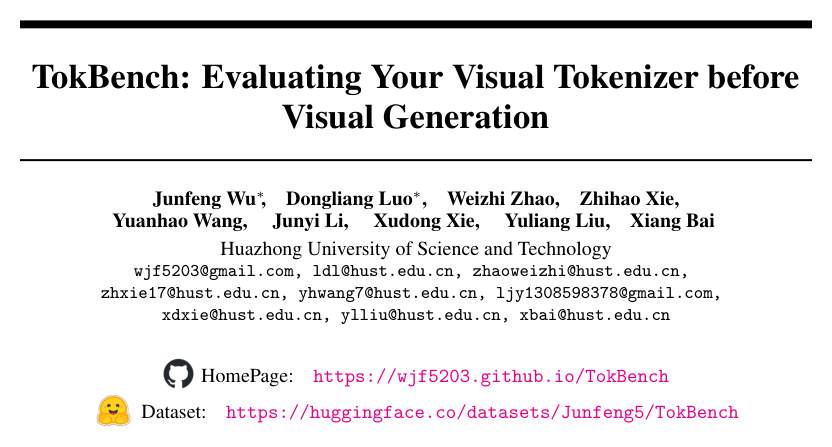 TokBench: Evaluating Your Visual Tokenizer before
Visual Generation
Junfeng Wu*, Dongliang Luo*, Weizhi Zhao, Zhihao Xie,
Yuanhao Wang, Junyi Li, Xudong Xie, Yuliang Liu, Xiang Bai
Huazhong University of Science and Technology
wjf5203@gmail.com, ldl@hust.edu.cn, zhaoweizhi@hust.edu.cn,
zhxie17@hust.edu.cn, yhwang7@hust.edu.cn, ljy1308598378@gmail.com,
xdxie@hust.edu.cn, ylliu@hust.edu.cn, xbai@hust.edu.cn
HomePage: https://wjf5203.github.io/TokBench
Dataset: https://huggingface.co/datasets/Junfeng5/TokBench